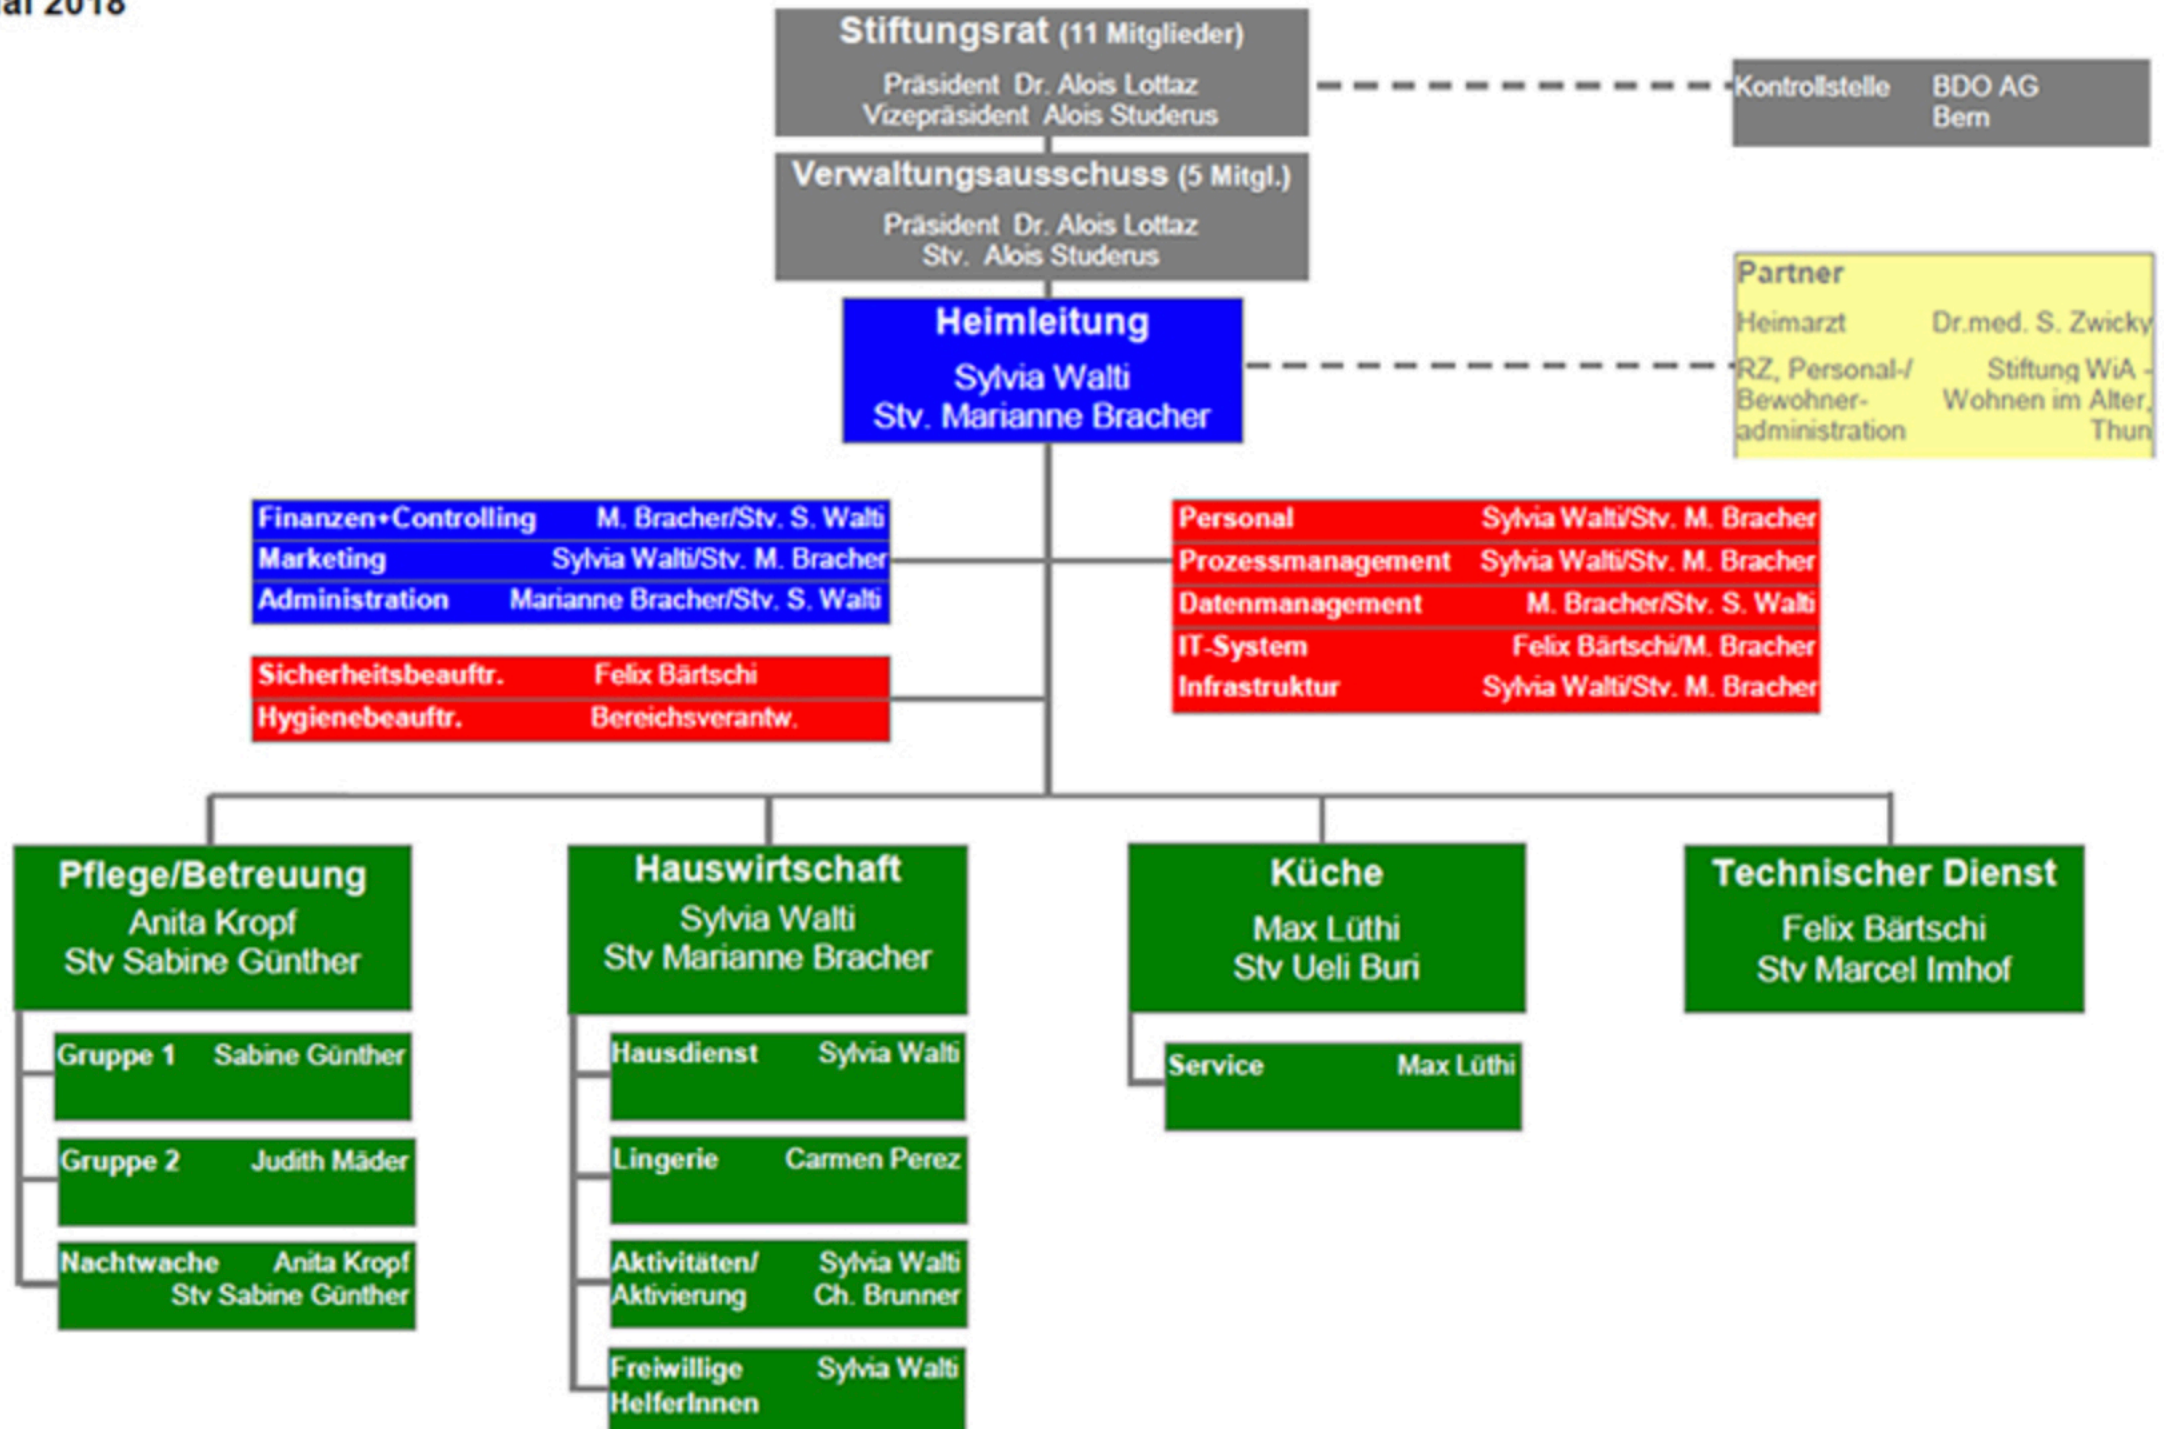 2018
Stiftungsrat (11 Mitglieder)
Präsident Dr. Alois Lottaz
Vizepräsident Alois Studerus
Kontrollstelle BDO AG
Bern
Verwaltungsausschuss (5 Mitgl.)
Präsident Dr. Alois Lottaz
Stv. Alois Studerus
Partner
Heimarzt Dr.med. S. Zwicky
RZ, Personal-/ Stiftung WiA -
Bewohner- Wohnen im Alter,
administration Thun
Heimleitung
Sylvia Walti
Stv. Marianne Bracher
Finanzen+Controlling M. Bracher/Stv. S. Walti
Marketing Sylvia Walti/Stv. M. Bracher
Administration Marianne Bracher/Stv. S. Walti
Sicherheitsbeauftr. Felix Bärtschi
Hygienebeauftr. Bereichsverantw.
Personal Sylvia Walti/Stv. M. Bracher
Prozessmanagement Sylvia Walti/Stv. M. Bracher
Datenmanagement M. Bracher/Stv. S. Walti
IT-System Felix Bärtschi/M. Bracher
Infrastruktur Sylvia Walti/Stv. M. Bracher
Pflege/Betreuung
Anita Kropf
Stv Sabine Günther
Gruppe 1 Sabine Günther
Gruppe 2 Judith Mäder
Nachtwache Anita Kropf
Stv Sabine Günther
Hauswirtschaft
Sylvia Walti
Stv Marianne Bracher
Hausdienst Sylvia Walti
Lingerie Carmen Perez
Aktivitäten/ Sylvia Walti
Aktivierung Ch. Brunner
Freiwillige Sylvia Walti
HelferInnen
Küche
Max Lüthi
Stv Ueli Buri
Service Max Lüthi
Technischer Dienst
Felix Bärtschi
Stv Marcel Imhof